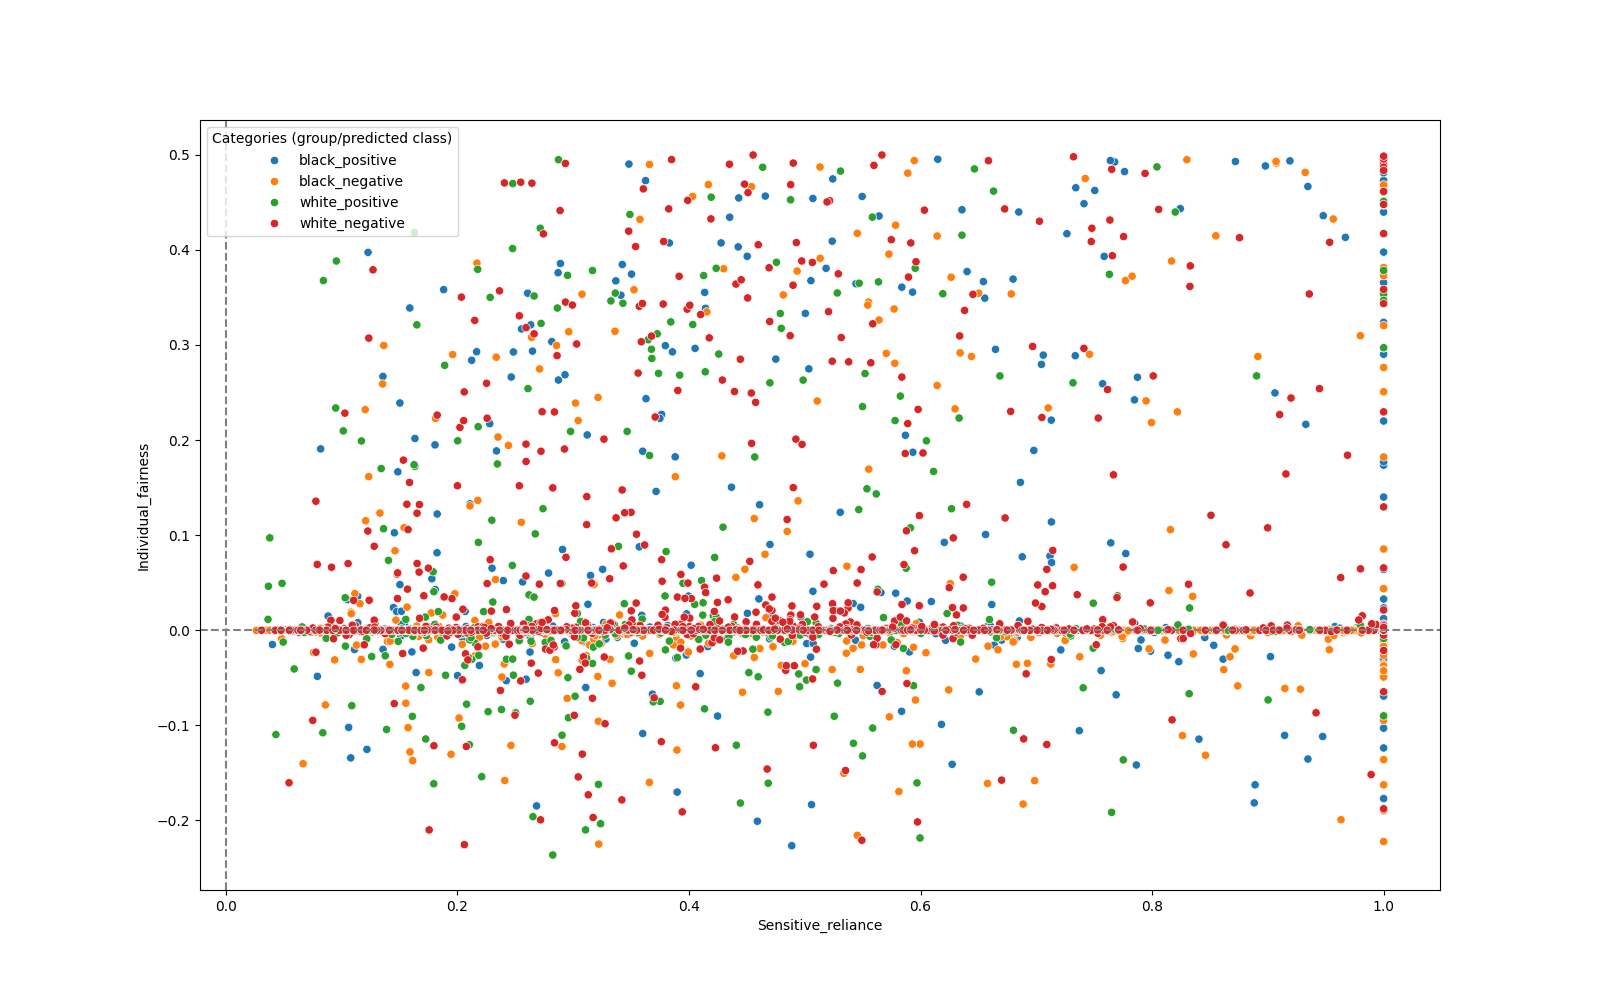 Categories (group/predicted class)
black_positive
black_negative
white_positive
white_negative
0.5
0.4
0.3
0.2
0.1
0.0
−0.1
−0.2
Individual_fairness
0.0
0.2
0.4
0.6
0.8
1.0
Sensitive_reliance